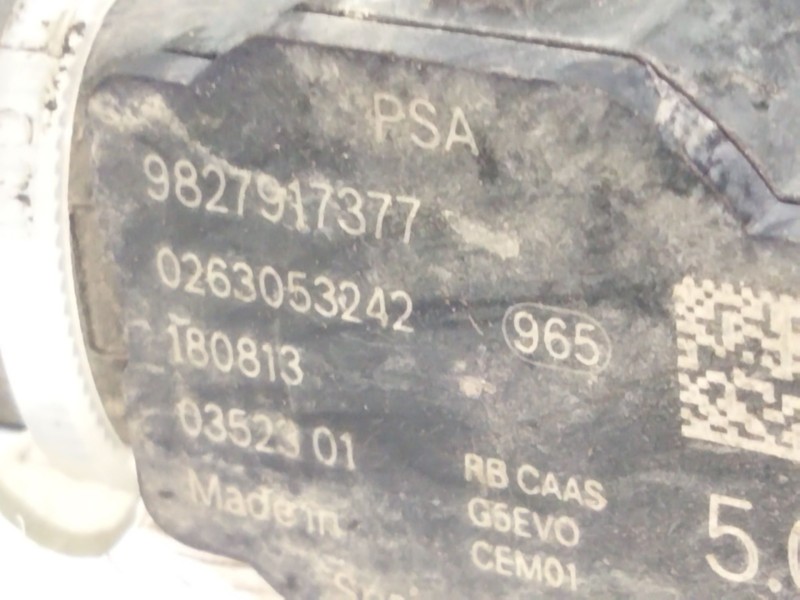 PSA
9827917377
0263053242
965
180813
03523 01
RB CAAS
Made in
G5EVO
CEM01